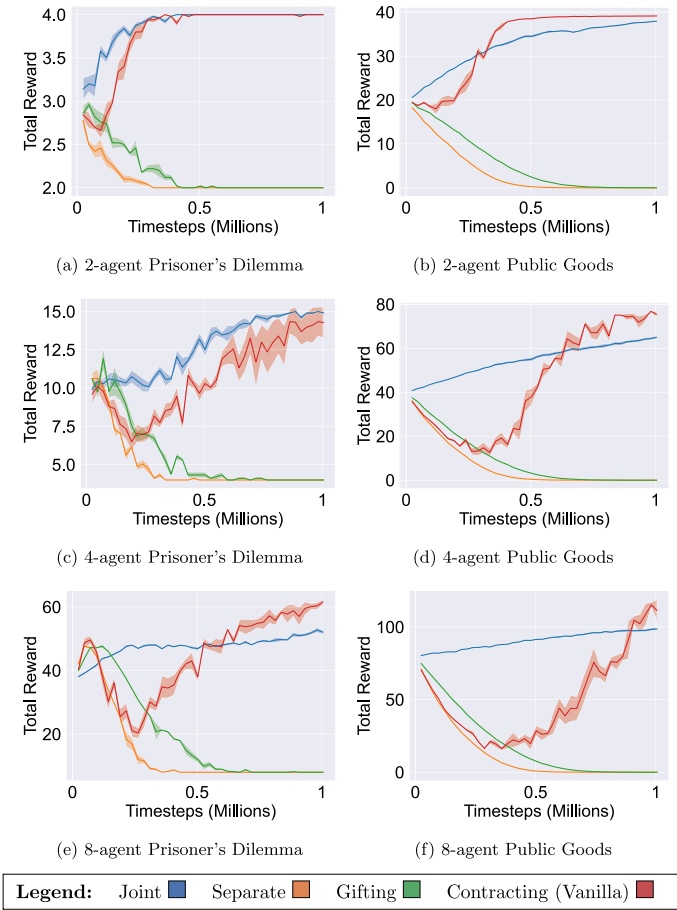 4.0
3.5
3.0
2.5
2.0
Total Reward
0 0.5 1
Timesteps (Millions)
(a) 2-agent Prisoner's Dilemma
40
30
20
10
0
Total Reward
0 0.5 1
Timesteps (Millions)
(b) 2-agent Public Goods
15.0
12.5
10.0
7.5
5.0
Total Reward
0 0.5 1
Timesteps (Millions)
(c) 4-agent Prisoner's Dilemma
80
60
40
20
0
Total Reward
0 0.5 1
Timesteps (Millions)
(d) 4-agent Public Goods
60
40
20
Total Reward
0 0.5 1
Timesteps (Millions)
(e) 8-agent Prisoner's Dilemma
100
50
0
Total Reward
0 0.5 1
Timesteps (Millions)
(f) 8-agent Public Goods
Legend: Joint Separate Gifting Contracting (Vanilla)